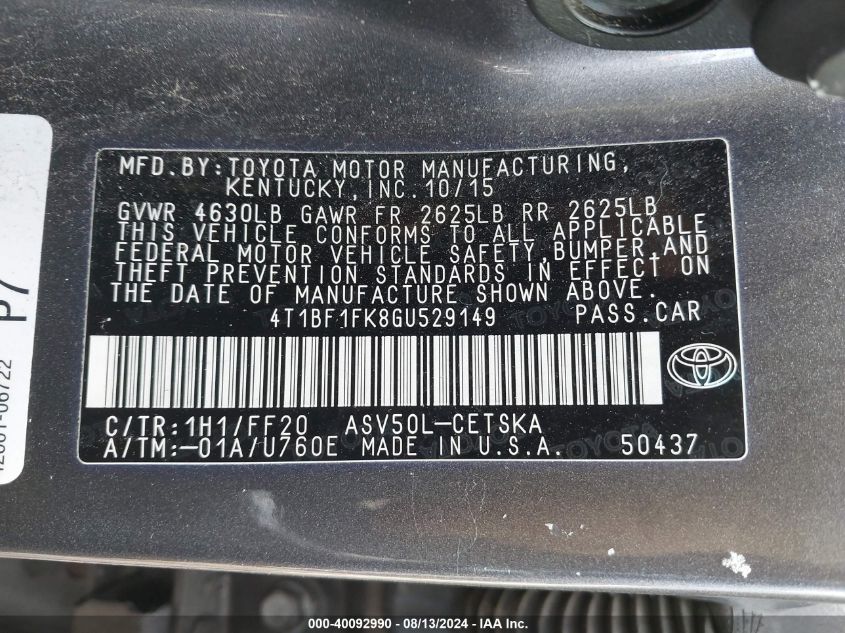 MFD.BY:TOYOTA MOTOR MANUFACTURING,
KENTUCKY,INC.10/15
GVWR 4630LB GAWR FR 2625LB RR 2625LB
THIS VEHICLE CONFORMS TO ALL APPLICABLE
FEDERAL MOTOR VEHICLE SAFETY,BUMPER,AND
THEFT PREVENTION STANDARDS IN EFFECT ON
THE DATE OF MANUFACTURE SHOWN ABOVE.
4T1BF1FK8GU529149 PASS.CAR
C/TR:1H1/FF20 ASV50L-CETSKA
A/TM:-01A/U760E MADE IN U.S.A. 50437
P7
000-40092990 - 08/13/2024 - © IAA Inc.